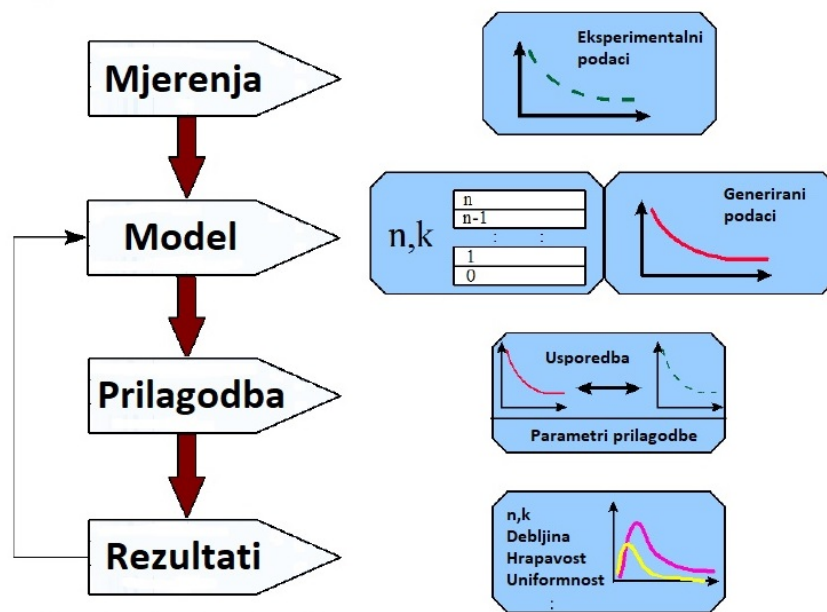 Mjerenja
Eksperimentalni
podaci
Model
n,k
n
n-1
: :
1
0
Generirani
podaci
Prilagodba
Usporedba
Parametri prilagodbe
Rezultati
n,k
Debljina
Hrapavost
Uniformnost
: